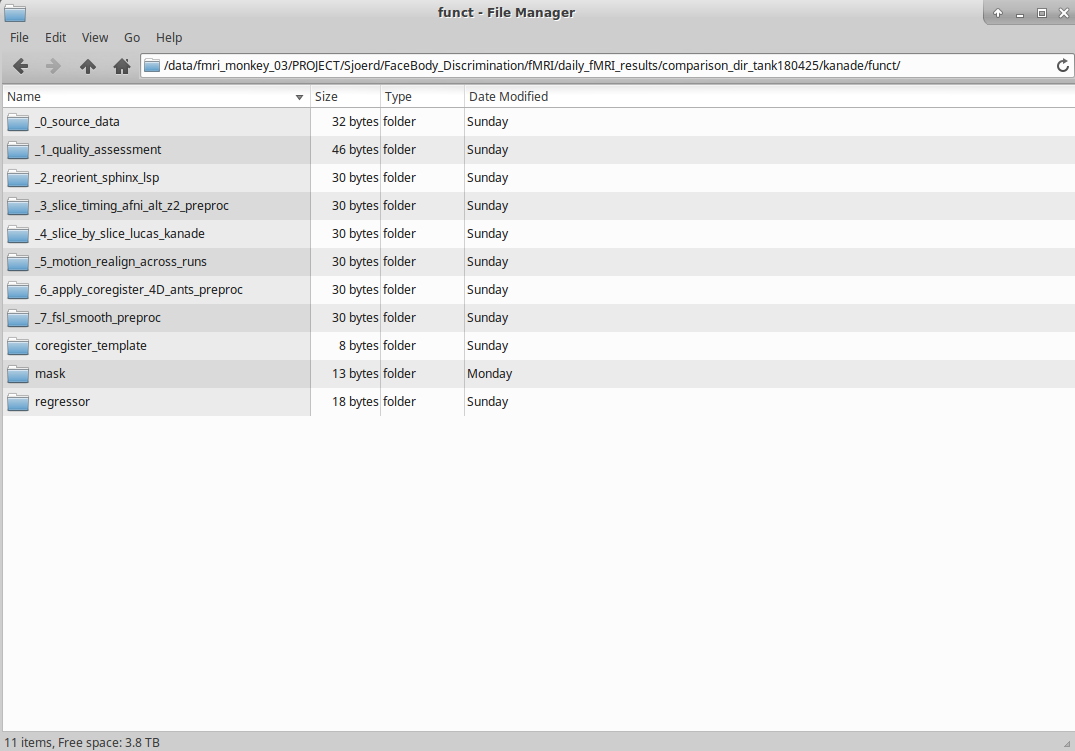 funct - File Manager
File Edit View Go Help
/data/fmri_monkey_03/PROJECT/Sjoerd/FaceBody_Discrimination/fMRI/daily_fMRI_results/comparison_dir_tank180425/kanade/funct/
Name Size Type Date Modified
_0_source_data 32 bytes folder Sunday
_1_quality_assessment 46 bytes folder Sunday
_2_reorient_sphinx_lsp 30 bytes folder Sunday
_3_slice_timing_afni_alt_z2_preproc 30 bytes folder Sunday
_4_slice_by_slice_lucas_kanade 30 bytes folder Sunday
_5_motion_realign_across_runs 30 bytes folder Sunday
_6_apply_coregister_4D_ants_preproc 30 bytes folder Sunday
_7_fsl_smooth_preproc 30 bytes folder Sunday
coregister_template 8 bytes folder Sunday
mask 13 bytes folder Monday
regressor 18 bytes folder Sunday
11 items, Free space: 3.8 TB